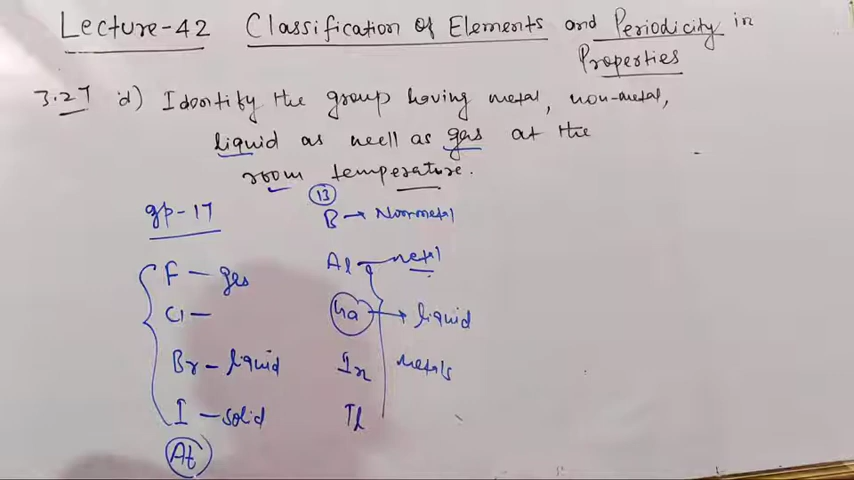 Lecture-42 Classification of Elements and Periodicity in
Properties
3.27 d) Identify the group having metal, non-metal,
liquid as well as gas at the
room temperature.
gp-17
F - gas
Cl -
Br - liquid
I - solid
At
13
B → Nonmetal
Al - metal
Ga → liquid
In metals
Tl